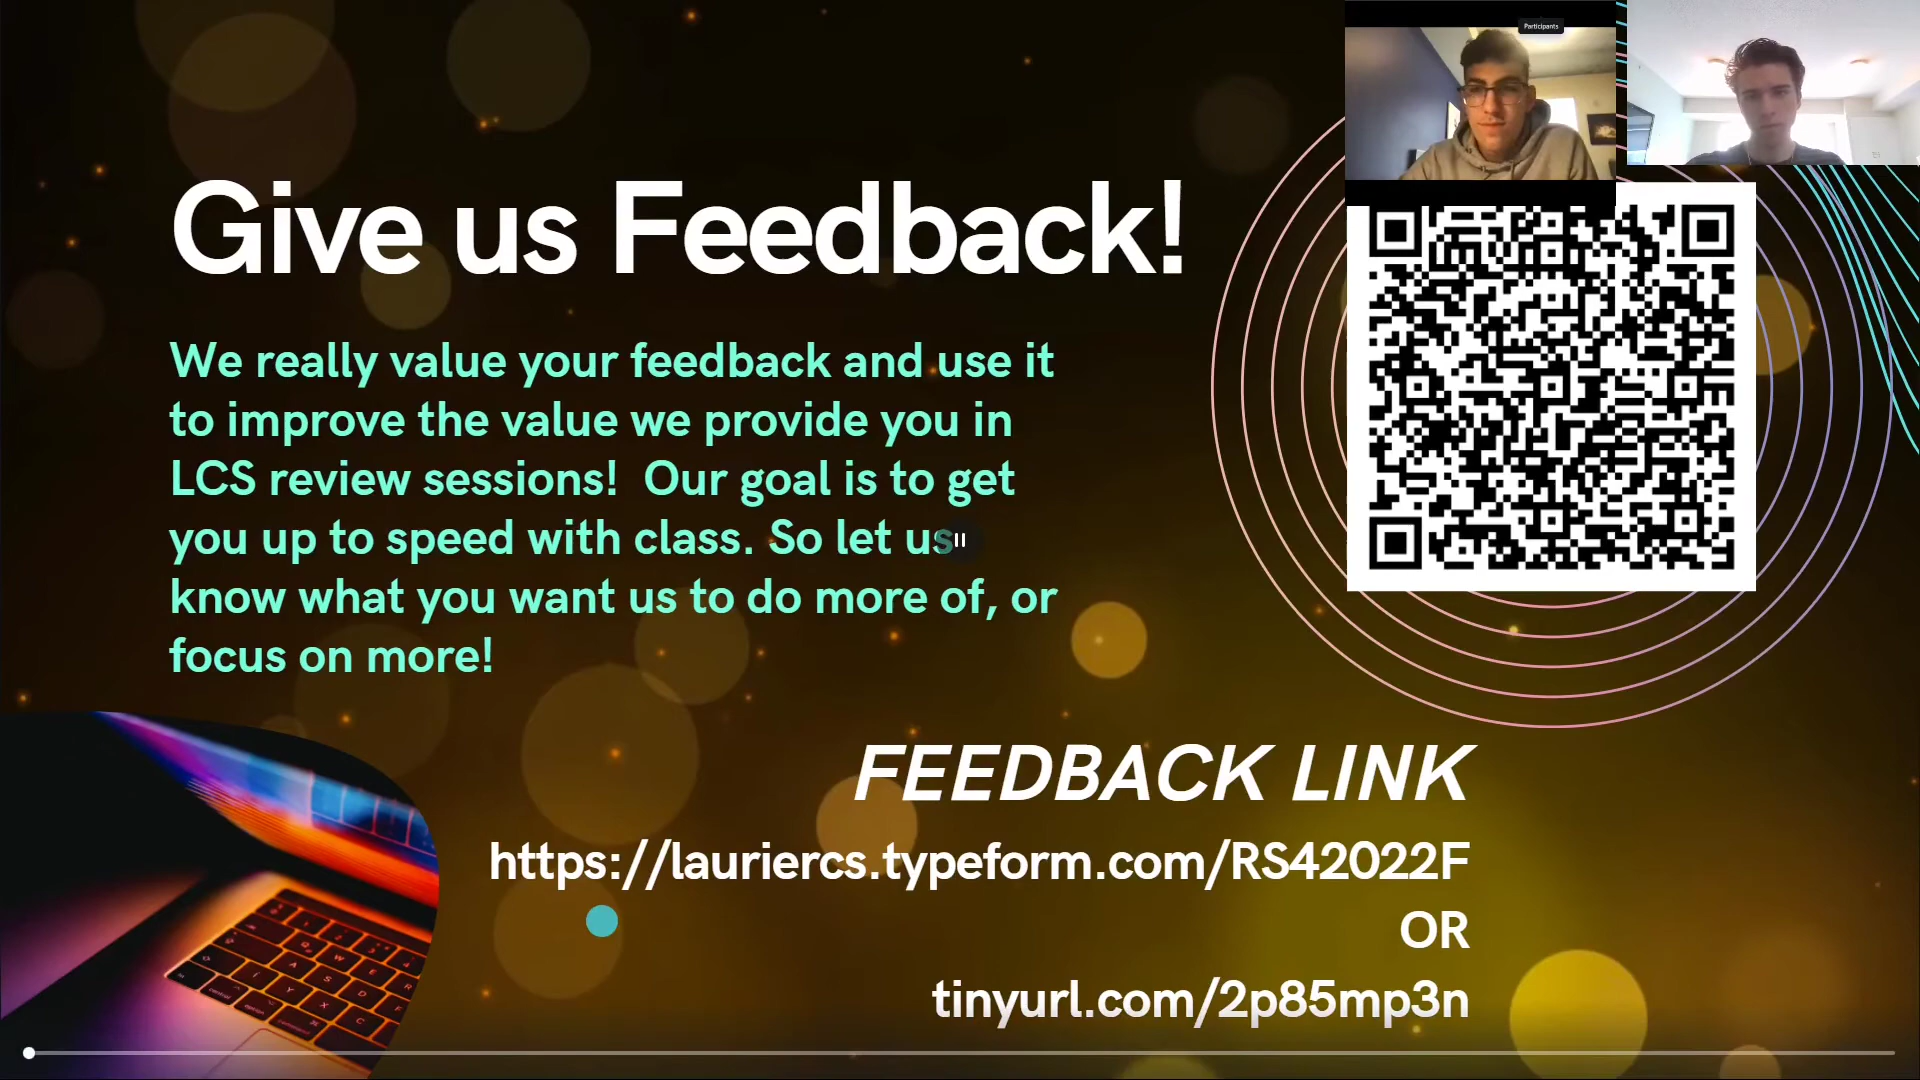 Participants
Give us Feedback!
We really value your feedback and use it
to improve the value we provide you in
LCS review sessions!  Our goal is to get
you up to speed with class. So let us
know what you want us to do more of, or
focus on more!
FEEDBACK LINK
https://lauriercs.typeform.com/RS42022F
OR
tinyurl.com/2p85mp3n